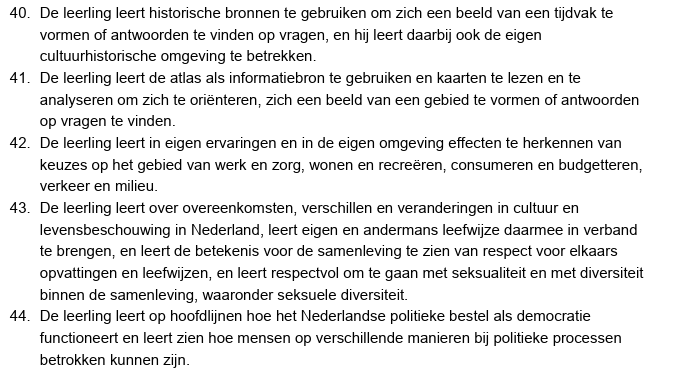 40. De leerling leert historische bronnen te gebruiken om zich een beeld van een tijdvak te
vormen of antwoorden te vinden op vragen, en hij leert daarbij ook de eigen
cultuurhistorische omgeving te betrekken.
41. De leerling leert de atlas als informatiebron te gebruiken en kaarten te lezen en te
analyseren om zich te oriënteren, zich een beeld van een gebied te vormen of antwoorden
op vragen te vinden.
42. De leerling leert in eigen ervaringen en in de eigen omgeving effecten te herkennen van
keuzes op het gebied van werk en zorg, wonen en recreëren, consumeren en budgetteren,
verkeer en milieu.
43. De leerling leert over overeenkomsten, verschillen en veranderingen in cultuur en
levensbeschouwing in Nederland, leert eigen en andermans leefwijze daarmee in verband
te brengen, en leert de betekenis voor de samenleving te zien van respect voor elkaars
opvattingen en leefwijzen, en leert respectvol om te gaan met seksualiteit en met diversiteit
binnen de samenleving, waaronder seksuele diversiteit.
44. De leerling leert op hoofdlijnen hoe het Nederlandse politieke bestel als democratie
functioneert en leert zien hoe mensen op verschillende manieren bij politieke processen
betrokken kunnen zijn.